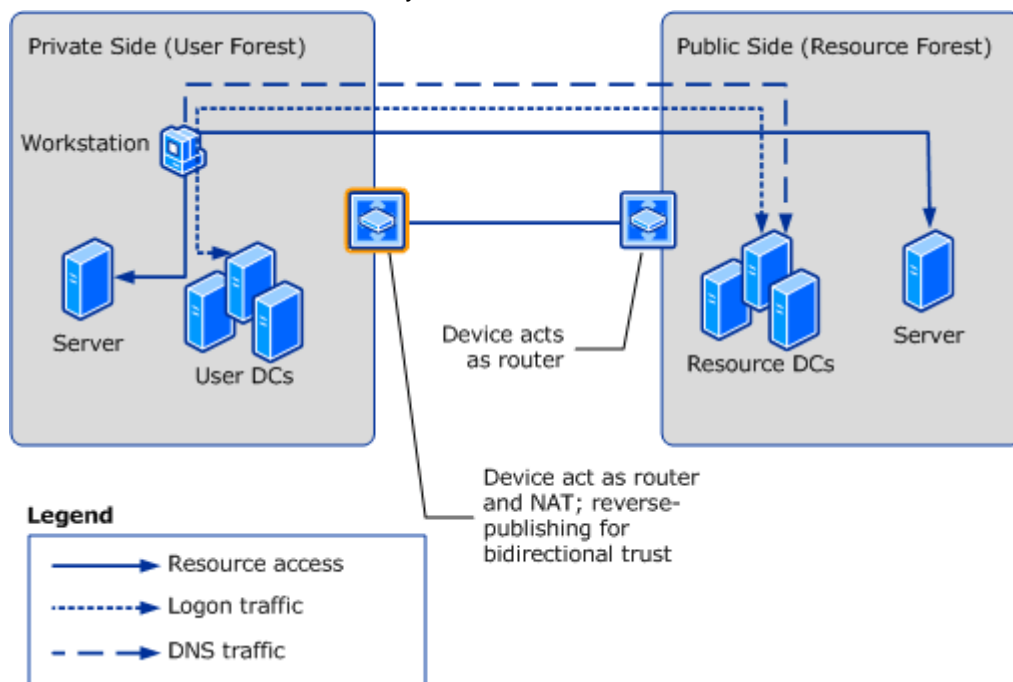 Private Side (User Forest)
Public Side (Resource Forest)
Workstation
Server
User DCs
Device acts
as router
Resource DCs
Server
Device act as router
and NAT; reverse-
publishing for
bidirectional trust
Legend
Resource access
Logon traffic
DNS traffic